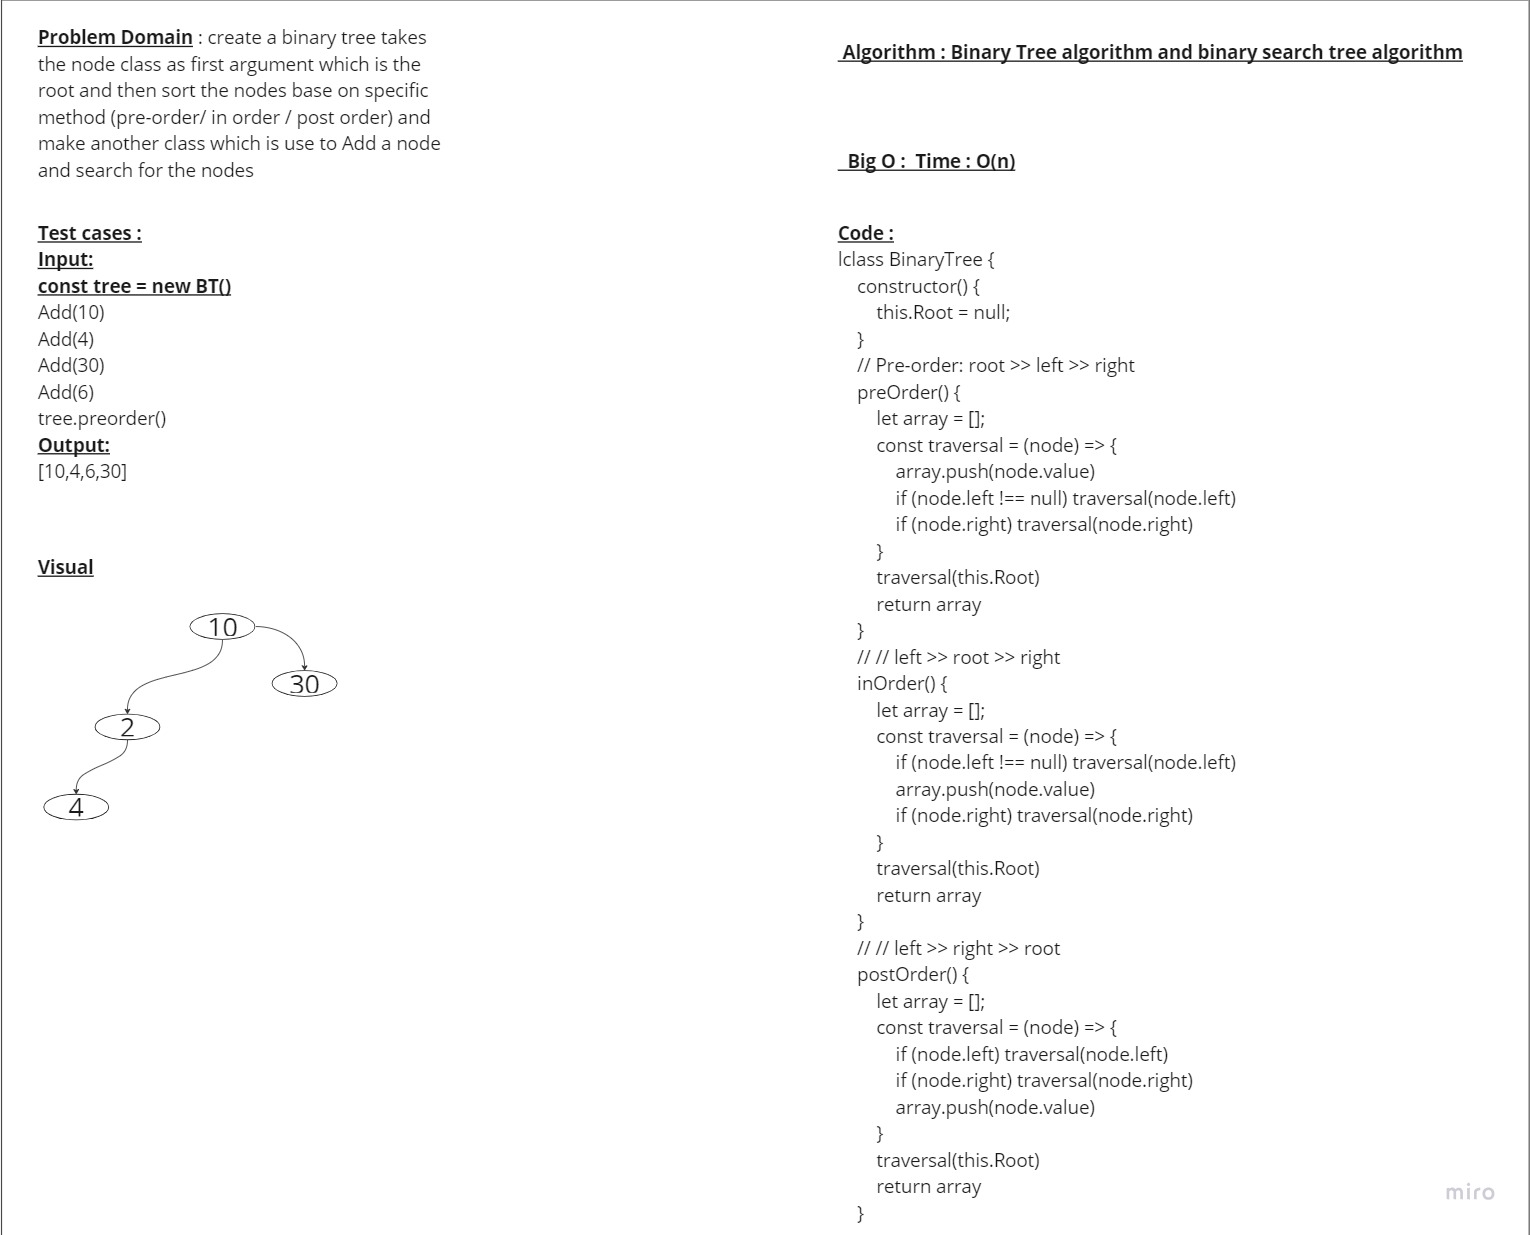 Problem Domain : create a binary tree takes
the node class as first argument which is the
root and then sort the nodes base on specific
method (pre-order/ in order / post order) and
make another class which is use to Add a node
and search for the nodes
Test cases :
Input:
const tree = new BT()
Add(10)
Add(4)
Add(30)
Add(6)
tree.preorder()
Output:
[10,4,6,30]
Visual
10
30
2
4
Algorithm : Binary Tree algorithm and binary search tree algorithm
Big O :  Time : O(n)
Code :
lclass BinaryTree {
constructor() {
this.Root = null;
}
// Pre-order: root >> left >> right
preOrder() {
let array = [];
const traversal = (node) => {
array.push(node.value)
if (node.left !== null) traversal(node.left)
if (node.right) traversal(node.right)
}
traversal(this.Root)
return array
}
// // left >> root >> right
inOrder() {
let array = [];
const traversal = (node) => {
if (node.left !== null) traversal(node.left)
array.push(node.value)
if (node.right) traversal(node.right)
}
traversal(this.Root)
return array
}
// // left >> right >> root
postOrder() {
let array = [];
const traversal = (node) => {
if (node.left) traversal(node.left)
if (node.right) traversal(node.right)
array.push(node.value)
}
traversal(this.Root)
return array
}
miro